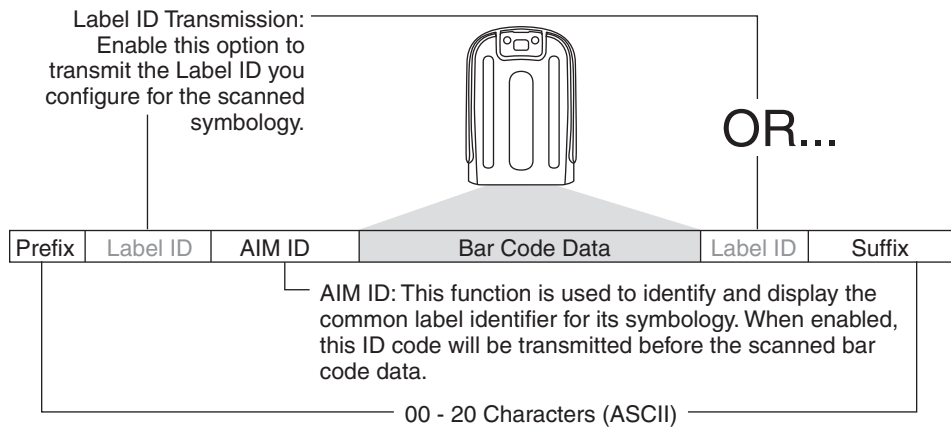 Label ID Transmission:
Enable this option to
transmit the Label ID you
configure for the scanned
symbology.
OR...
Prefix Label ID AIM ID Bar Code Data Label ID Suffix
AIM ID: This function is used to identify and display the
common label identifier for its symbology. When enabled,
this ID code will be transmitted before the scanned bar
code data.
00 - 20 Characters (ASCII)